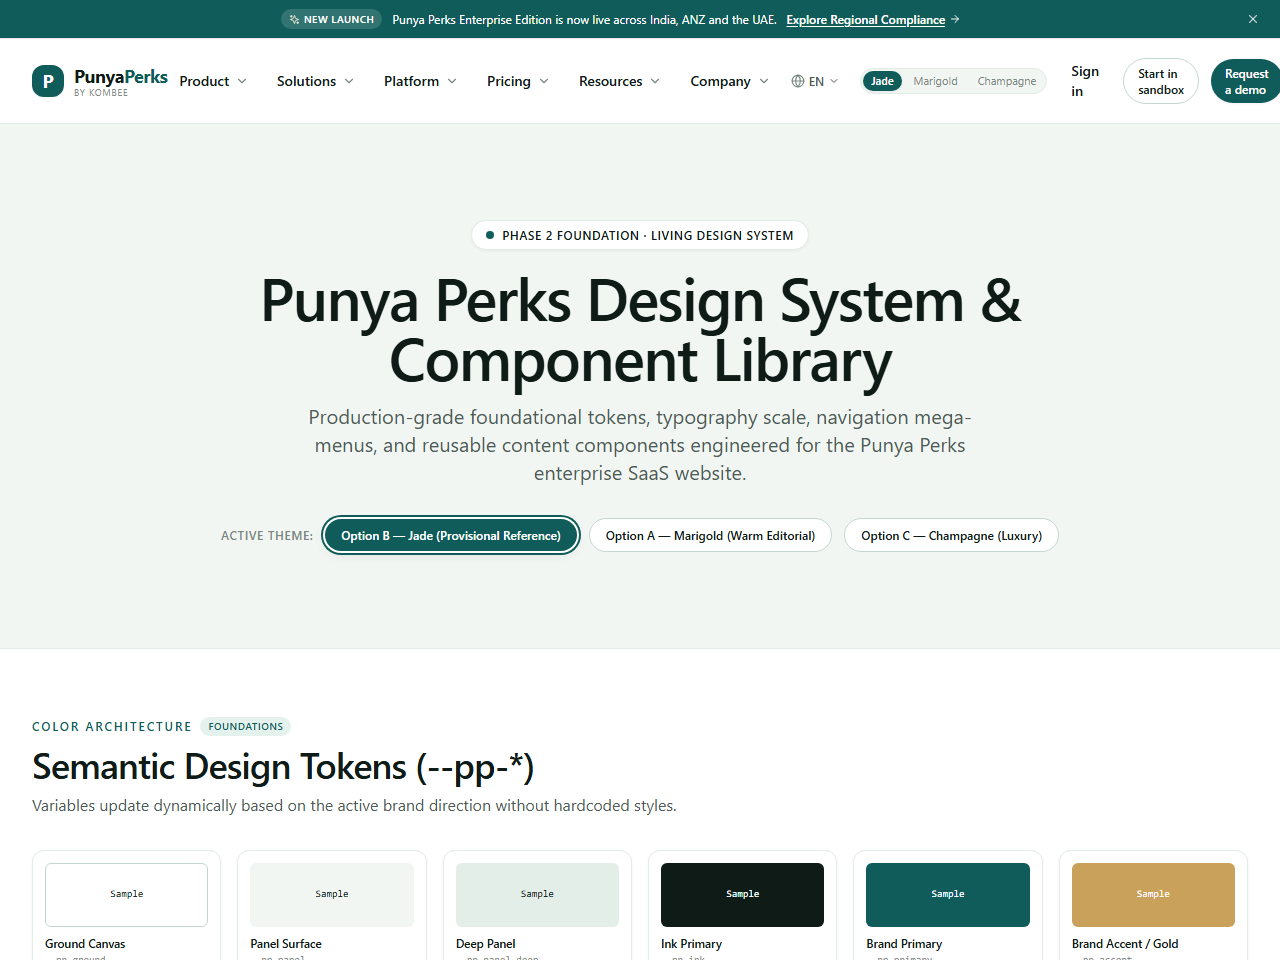 NEW LAUNCH Punya Perks Enterprise Edition is now live across India, ANZ and the UAE. Explore Regional Compliance
P PunyaPerks BY KOMBEE Product Solutions Platform Pricing Resources Company EN Jade Marigold Champagne Sign in Start in sandbox Request a demo
PHASE 2 FOUNDATION · LIVING DESIGN SYSTEM
Punya Perks Design System &
Component Library
Production-grade foundational tokens, typography scale, navigation mega-
menus, and reusable content components engineered for the Punya Perks
enterprise SaaS website.
ACTIVE THEME: Option B — Jade (Provisional Reference) Option A — Marigold (Warm Editorial) Option C — Champagne (Luxury)
COLOR ARCHITECTURE FOUNDATIONS
Semantic Design Tokens (--pp-*)
Variables update dynamically based on the active brand direction without hardcoded styles.
Sample Sample Sample Sample Sample Sample
Ground Canvas Panel Surface Deep Panel Ink Primary Brand Primary Brand Accent / Gold